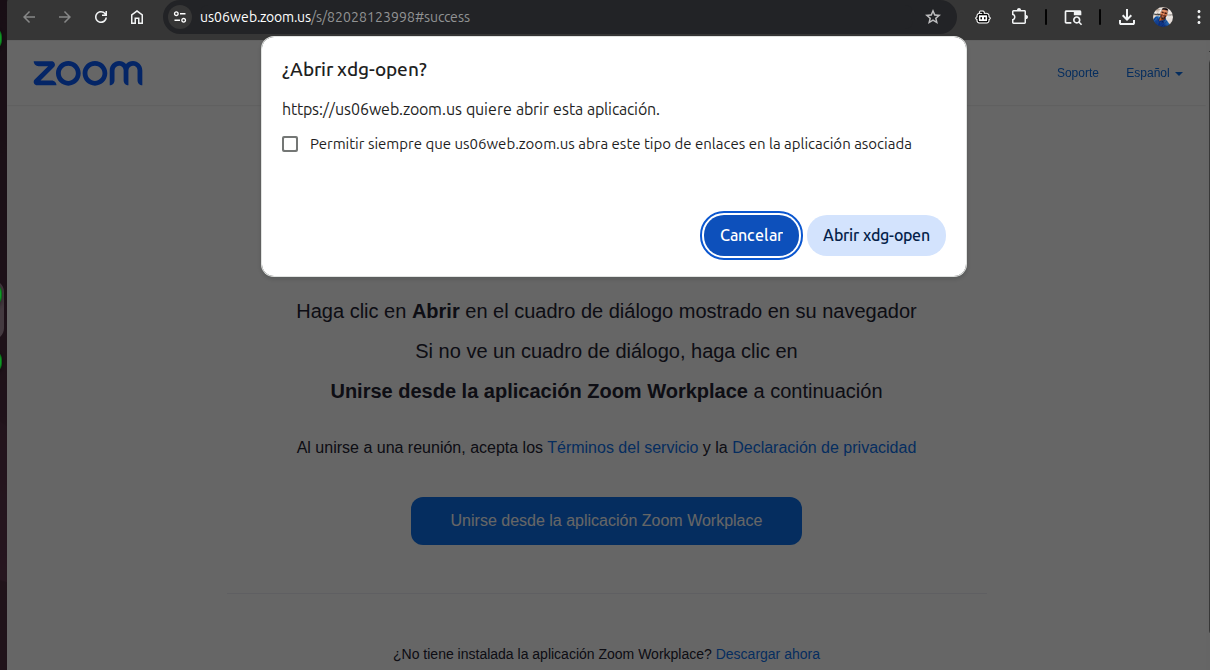 us06web.zoom.us/s/82028123998#success
¿Abrir xdg-open?
https://us06web.zoom.us quiere abrir esta aplicación.
Permitir siempre que us06web.zoom.us abra este tipo de enlaces en la aplicación asociada
Cancelar
Abrir xdg-open
zoom
Soporte
Español
Haga clic en Abrir en el cuadro de diálogo mostrado en su navegador
Si no ve un cuadro de diálogo, haga clic en
Unirse desde la aplicación Zoom Workplace a continuación
Al unirse a una reunión, acepta los Términos del servicio y la Declaración de privacidad
Unirse desde la aplicación Zoom Workplace
¿No tiene instalada la aplicación Zoom Workplace? Descargar ahora